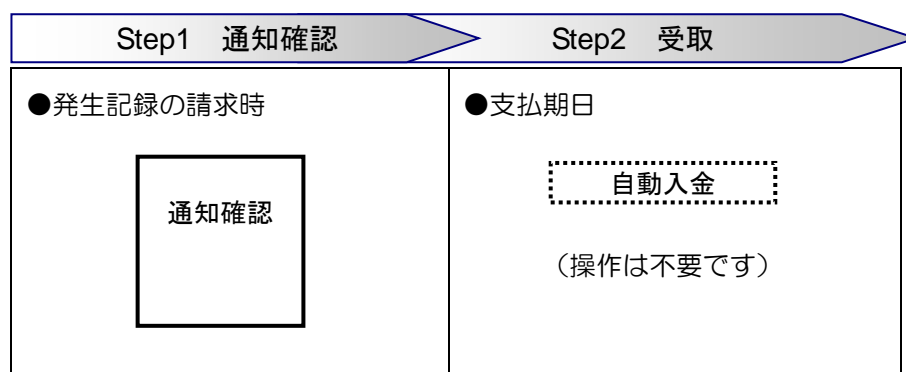 Step1　通知確認
Step2　受取
●発生記録の請求時
通知確認
●支払期日
自動入金
（操作は不要です）